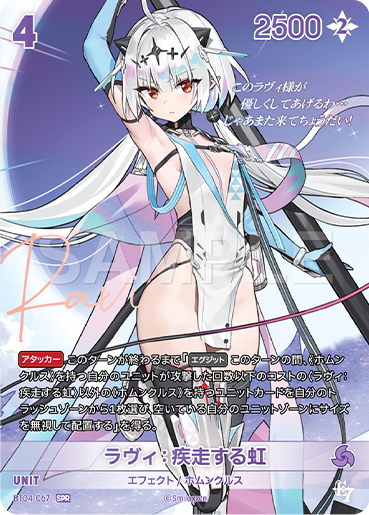 4
2500
2
このラヴィ様が
優しくしてあげるわ…
じゃあまた来てちょうだい!
SAMPLE
Ravi
アタッカー このターンが終わるまで「エグジット このターンの間、《ホムン
クルス》を持つ自分のユニットが攻撃した回数以下のコストの〈ラヴィ:
疾走する虹〉以外の《ホムンクルス》を持つユニットカードを自分のト
ラッシュゾーンから1枚選び、空いている自分のユニットゾーンにサイズ
を無視して配置する」を得る。
ラヴィ:疾走する虹
UNIT
エフェクト / ホムンクルス
BT04-067 SPR
©Smilegate